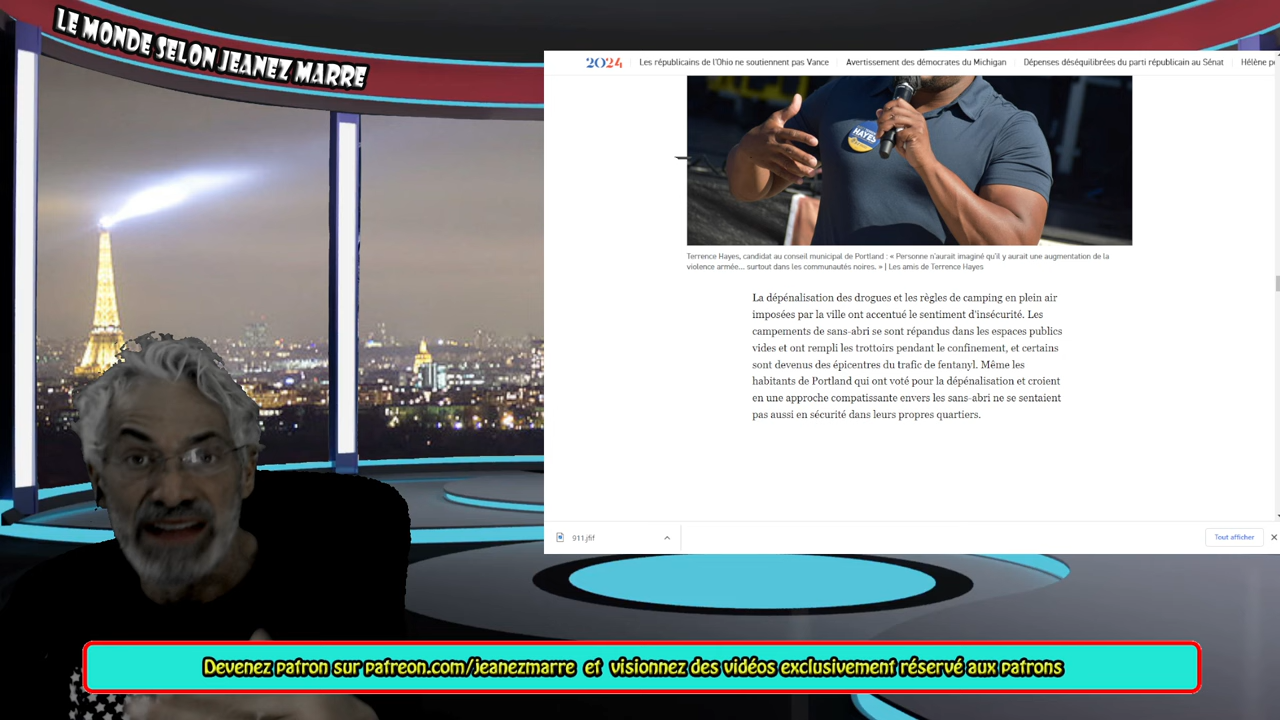 LE MONDE SELON JEANEZ MARRE
2024 Les républicains de l'Ohio ne soutiennent pas Vance Avertissement des démocrates du Michigan Dépenses déséquilibrées du parti républicain au Sénat Hélène
HAYES
Terrence Hayes, candidat au conseil municipal de Portland : « Personne n'aurait imaginé qu'il y aurait une augmentation de la
violence armée... surtout dans les communautés noires. » | Les amis de Terrence Hayes
La dépénalisation des drogues et les règles de camping en plein air
imposées par la ville ont accentué le sentiment d'insécurité. Les
campements de sans-abri se sont répandus dans les espaces publics
vides et ont rempli les trottoirs pendant le confinement, et certains
sont devenus des épicentres du trafic de fentanyl. Même les
habitants de Portland qui ont voté pour la dépénalisation et croient
en une approche compatissante envers les sans-abri ne se sentaient
pas aussi en sécurité dans leurs propres quartiers.
911.jfif
Tout afficher
Devenez patron sur patreon.com/jeanezmarre et visionnez des vidéos exclusivement réservé aux patrons